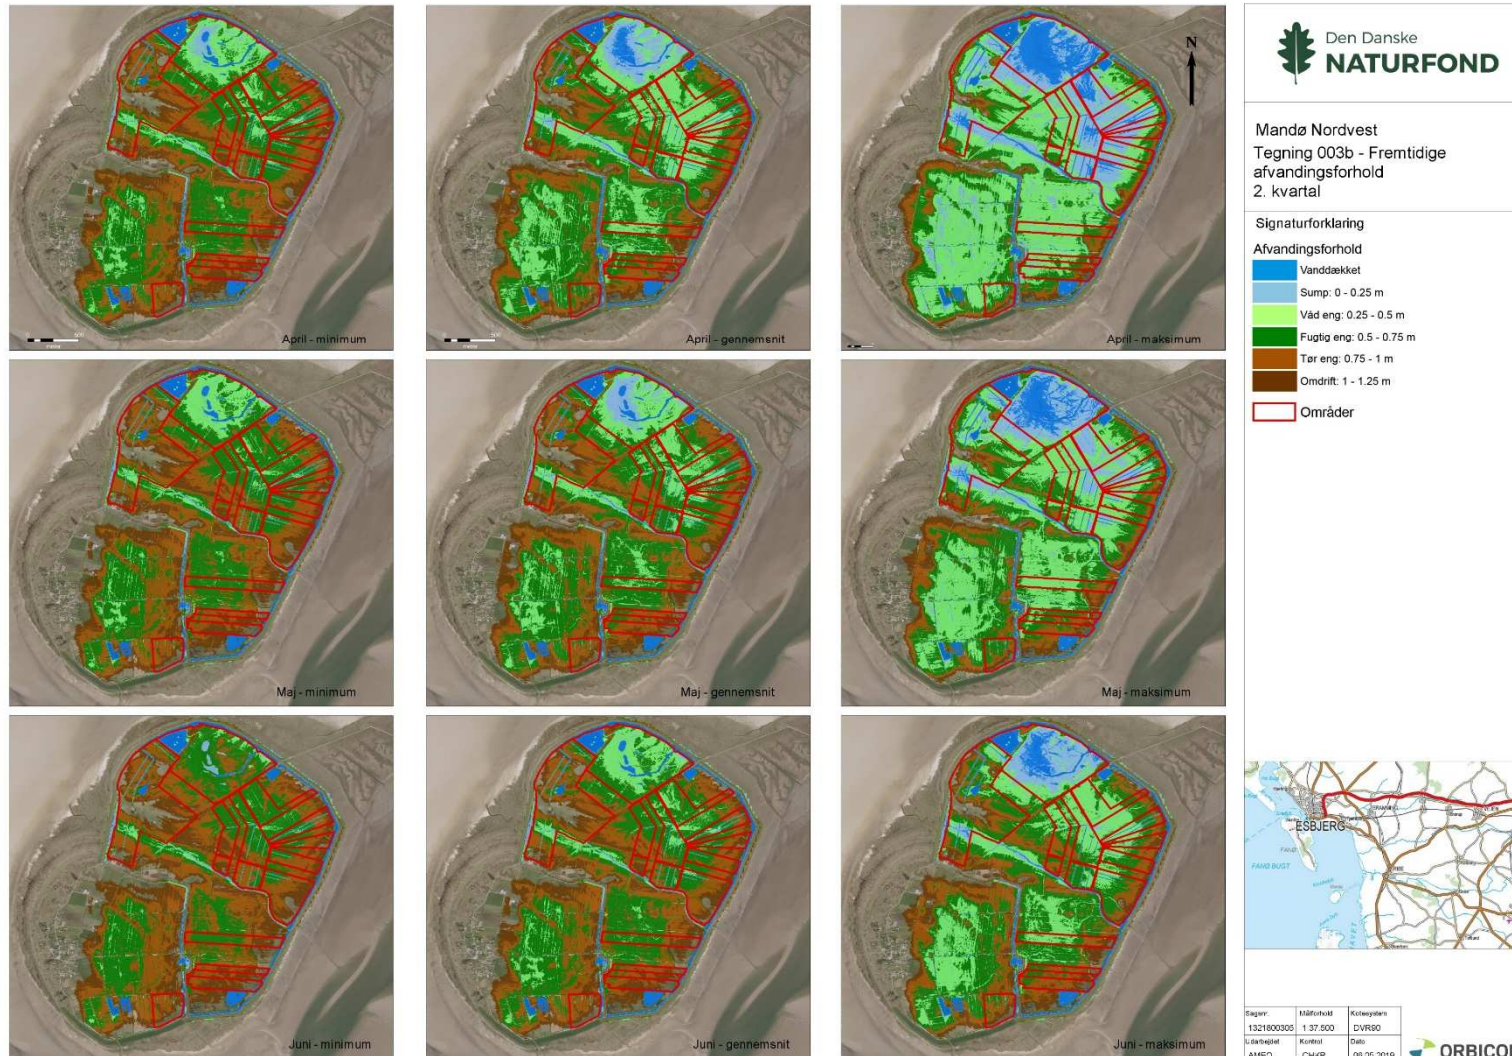 April - minimum
April - gennemsnit
April - maksimum
N
Maj - minimum
Maj - gennemsnit
Maj - maksimum
Juni - minimum
Juni - gennemsnit
Juni - maksimum
Den Danske
NATURFOND
Mandø Nordvest
Tegning 003b - Fremtidige
afvandingsforhold
2. kvartal
Signaturforklaring
Afvandingsforhold
Vanddækket
Sump: 0 - 0.25 m
Våd eng: 0.25 - 0.5 m
Fugtig eng: 0.5 - 0.75 m
Tør eng: 0.75 - 1 m
Omdrift: 1 - 1.25 m
Områder
ESBJERG
FANØ BUGT
Sagsnr. Målforhold Kotesystem
1321800305 1:37.500 DVR90
Udarbejdet Kontrol Dato